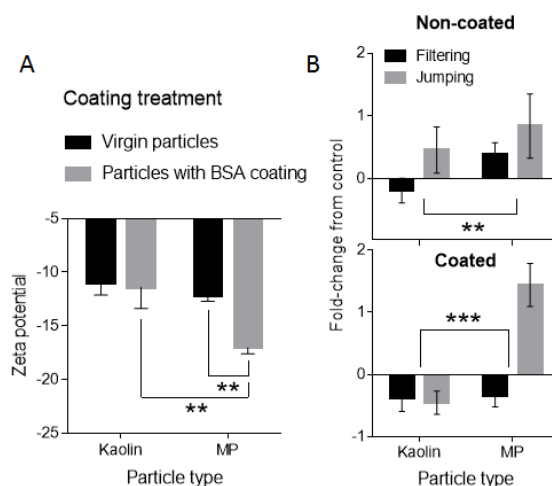 A
Coating treatment
Virgin particles
Particles with BSA coating
-5
-10
-15
-20
-25
Zeta potential
**
**
Kaolin MP
Particle type
B
Non-coated
Filtering
Jumping
2
1
0
**
Fold-change from control
Coated
2
1
0
-1
***
Kaolin MP
Particle type